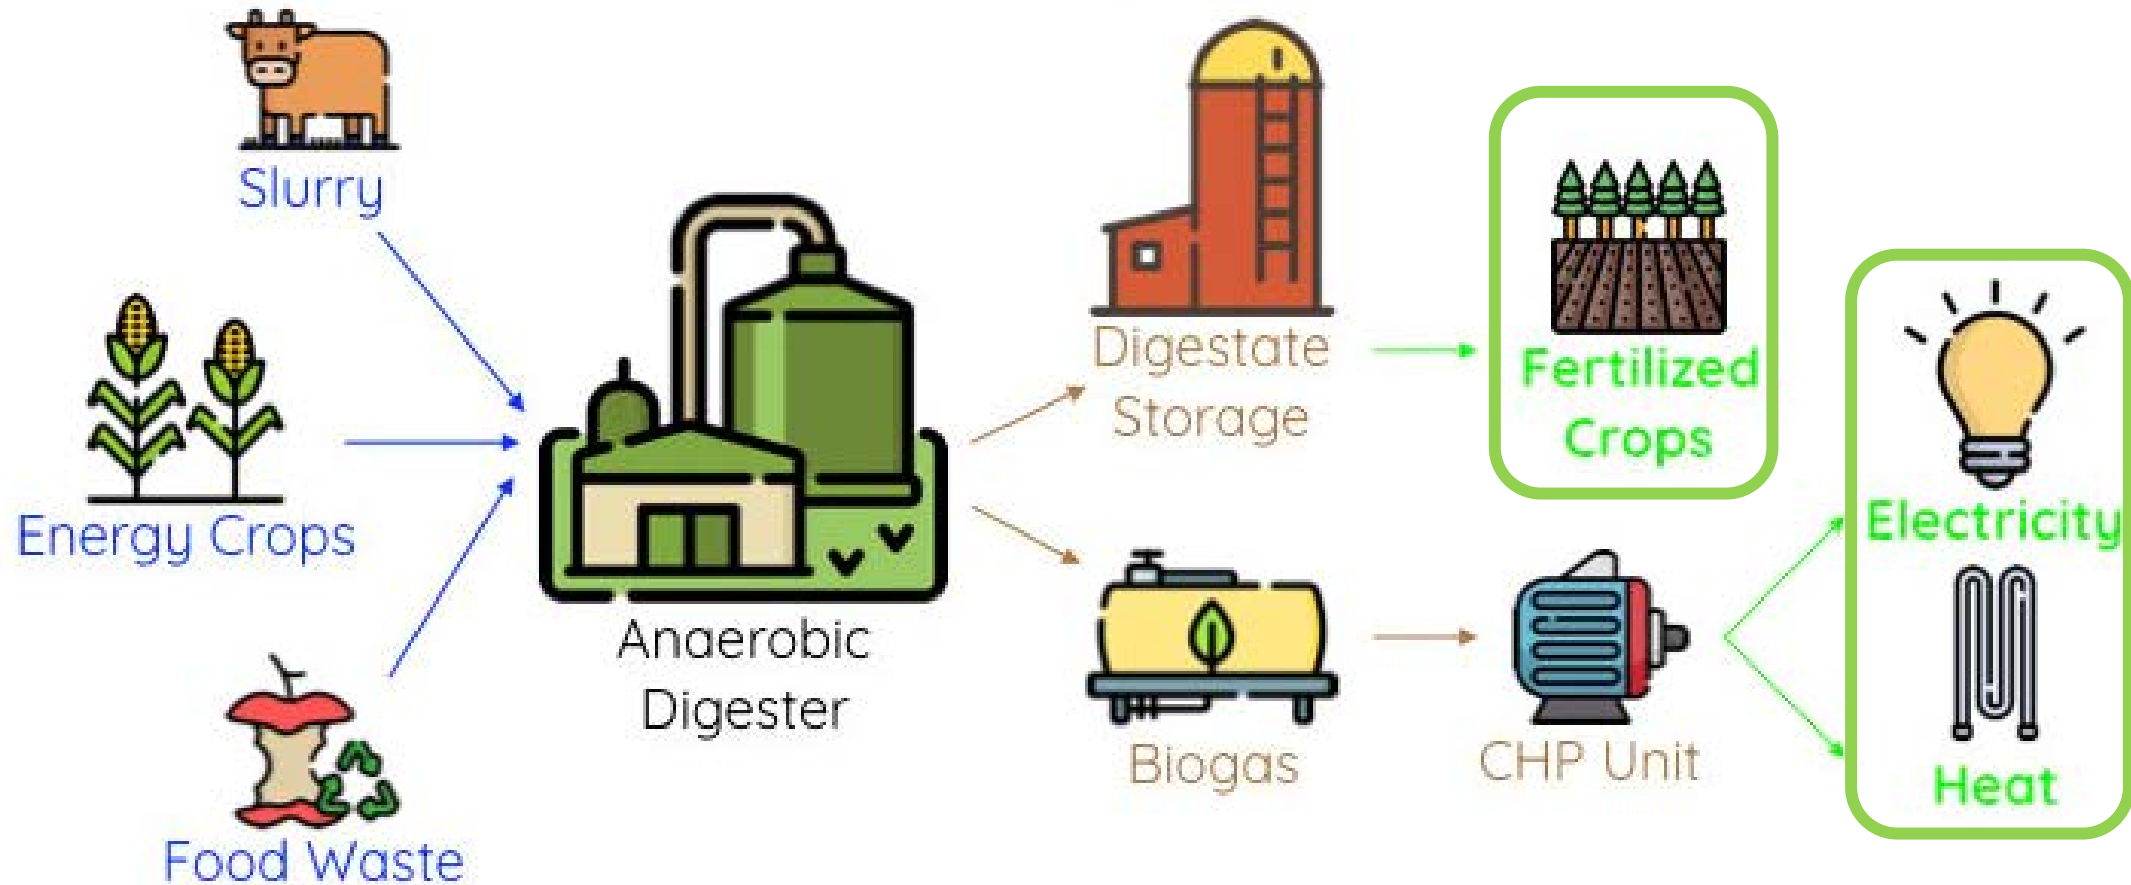 Slurry
Energy Crops
Food Waste
Anaerobic
Digester
Digestate
Storage
Biogas
CHP Unit
Fertilized
Crops
Electricity
Heat